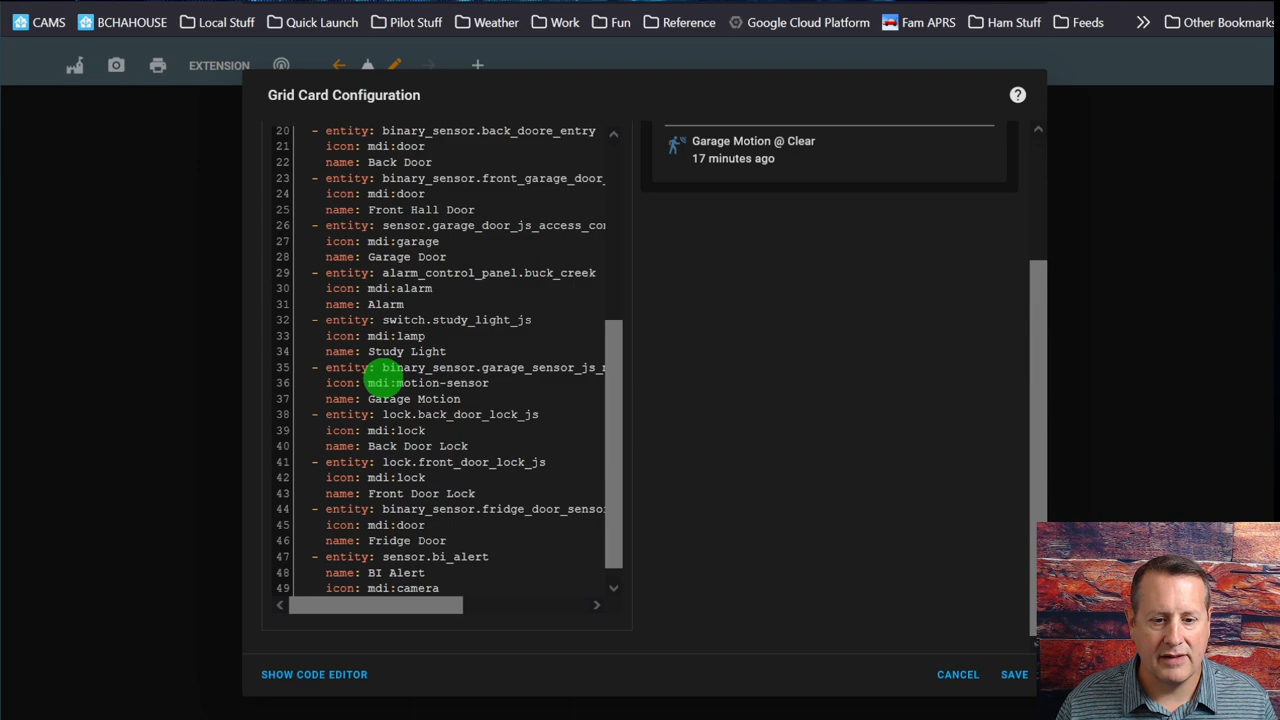 CAMS BCHAHOUSE Local Stuff Quick Launch Pilot Stuff Weather Work Fun Reference Google Cloud Platform Fam APRS Ham Stuff Feeds Other Bookmarks
EXTENSION
Grid Card Configuration
20 - entity: binary_sensor.back_doore_entry
21 icon: mdi:door
22 name: Back Door
23 - entity: binary_sensor.front_garage_door_
24 icon: mdi:door
25 name: Front Hall Door
26 - entity: sensor.garage_door_js_access_con
27 icon: mdi:garage
28 name: Garage Door
29 - entity: alarm_control_panel.buck_creek
30 icon: mdi:alarm
31 name: Alarm
32 - entity: switch.study_light_js
33 icon: mdi:lamp
34 name: Study Light
35 - entity: binary_sensor.garage_sensor_js_m
36 icon: mdi:motion-sensor
37 name: Garage Motion
38 - entity: lock.back_door_lock_js
39 icon: mdi:lock
40 name: Back Door Lock
41 - entity: lock.front_door_lock_js
42 icon: mdi:lock
43 name: Front Door Lock
44 - entity: binary_sensor.fridge_door_sensor
45 icon: mdi:door
46 name: Fridge Door
47 - entity: sensor.bi_alert
48 name: BI Alert
49 icon: mdi:camera
Garage Motion @ Clear
17 minutes ago
SHOW CODE EDITOR
CANCEL SAVE